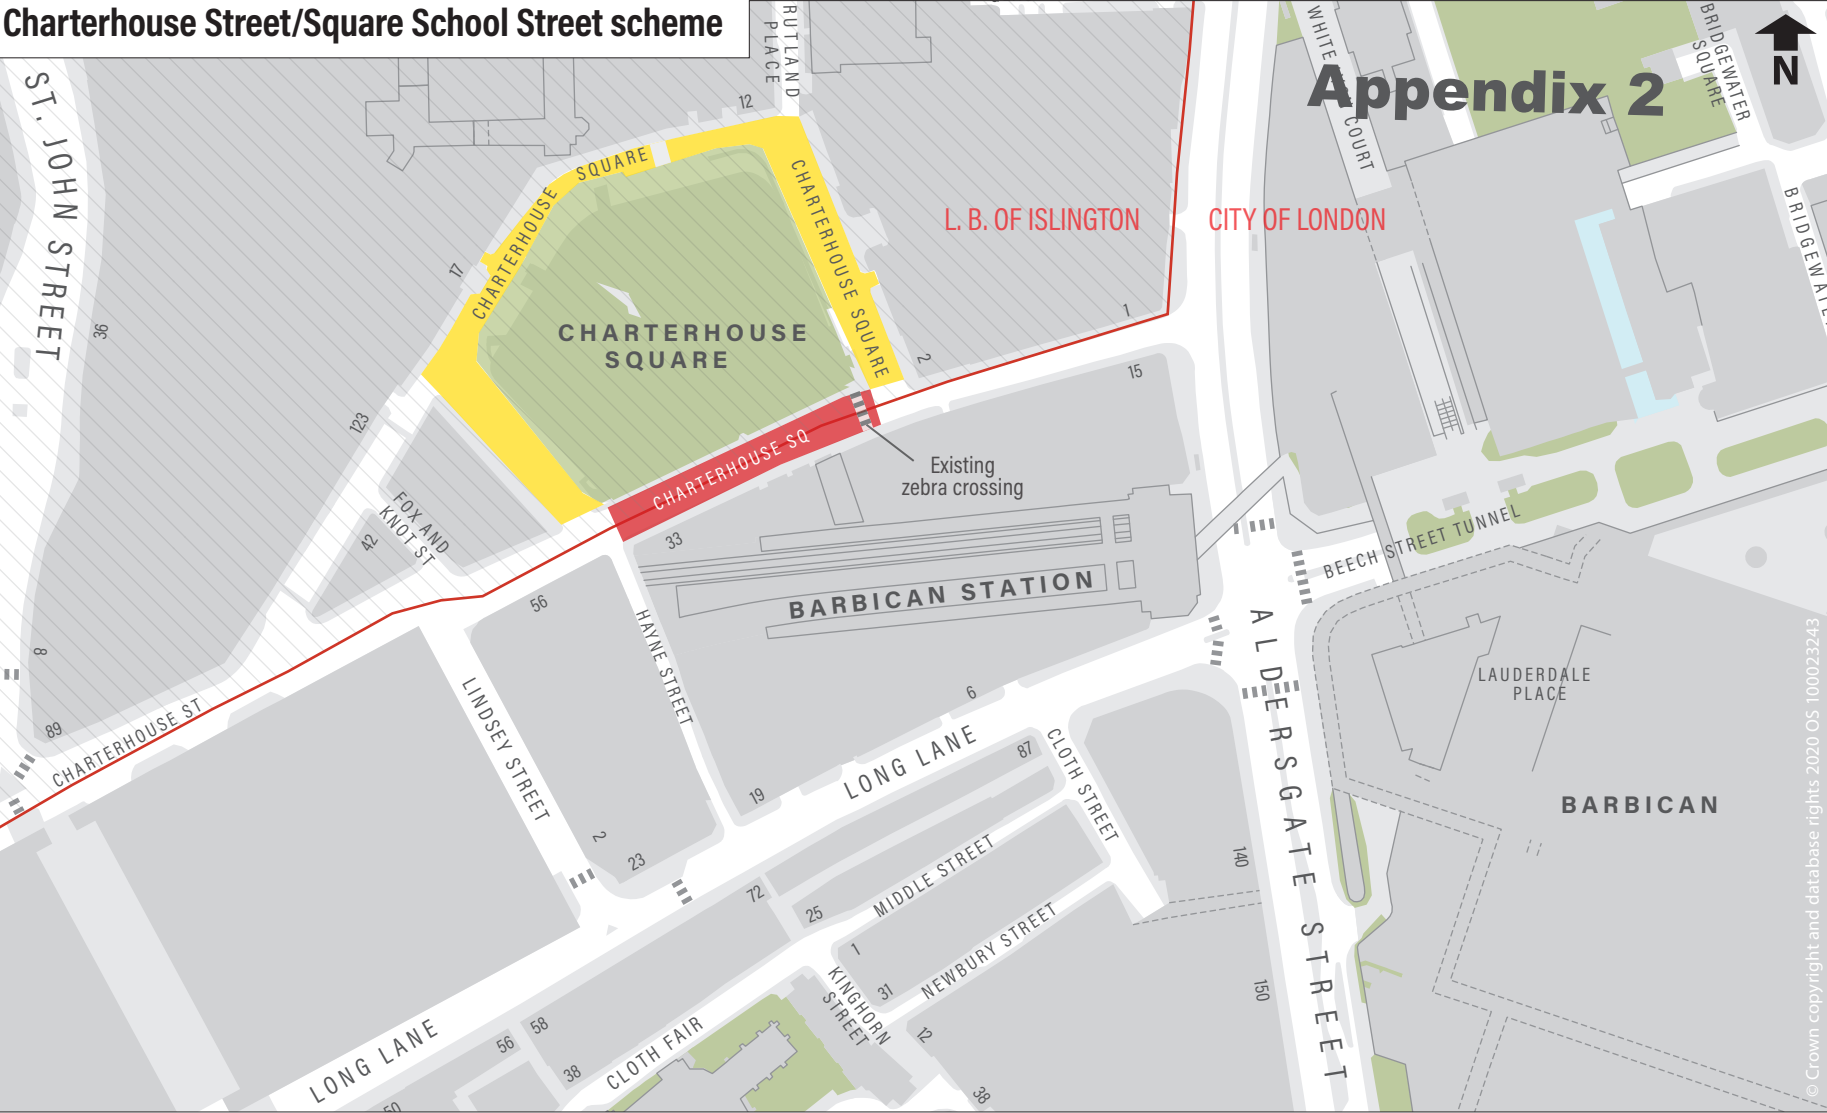 Charterhouse Street/Square School Street scheme
Appendix 2
N
RUTLAND
PLACE
WHITE
COURT
BRIDGEWATER
SQUARE
ST. JOHN STREET
12
CHARTERHOUSE SQUARE
CHARTERHOUSE SQUARE
L. B. OF ISLINGTON
CITY OF LONDON
17
36
CHARTERHOUSE
SQUARE
1
2
15
123
CHARTERHOUSE SQ
Existing
zebra crossing
FOX AND
KNOT ST
42
33
BEECH STREET TUNNEL
BARBICAN STATION
56
HAYNE STREET
ALDERSGATE STREET
8
LAUDERDALE
PLACE
89
CHARTERHOUSE ST
LINDSEY STREET
6
LONG LANE
87
CLOTH STREET
19
BARBICAN
2
23
72
25
MIDDLE STREET
140
1
31
NEWBURY STREET
KINGHORN
STREET
150
12
LONG LANE
56
58
38
CLOTH FAIR
38
50
© Crown copyright and database rights 2020 OS 100023243